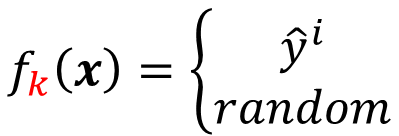 f_k(x) = { ŷ^i
random